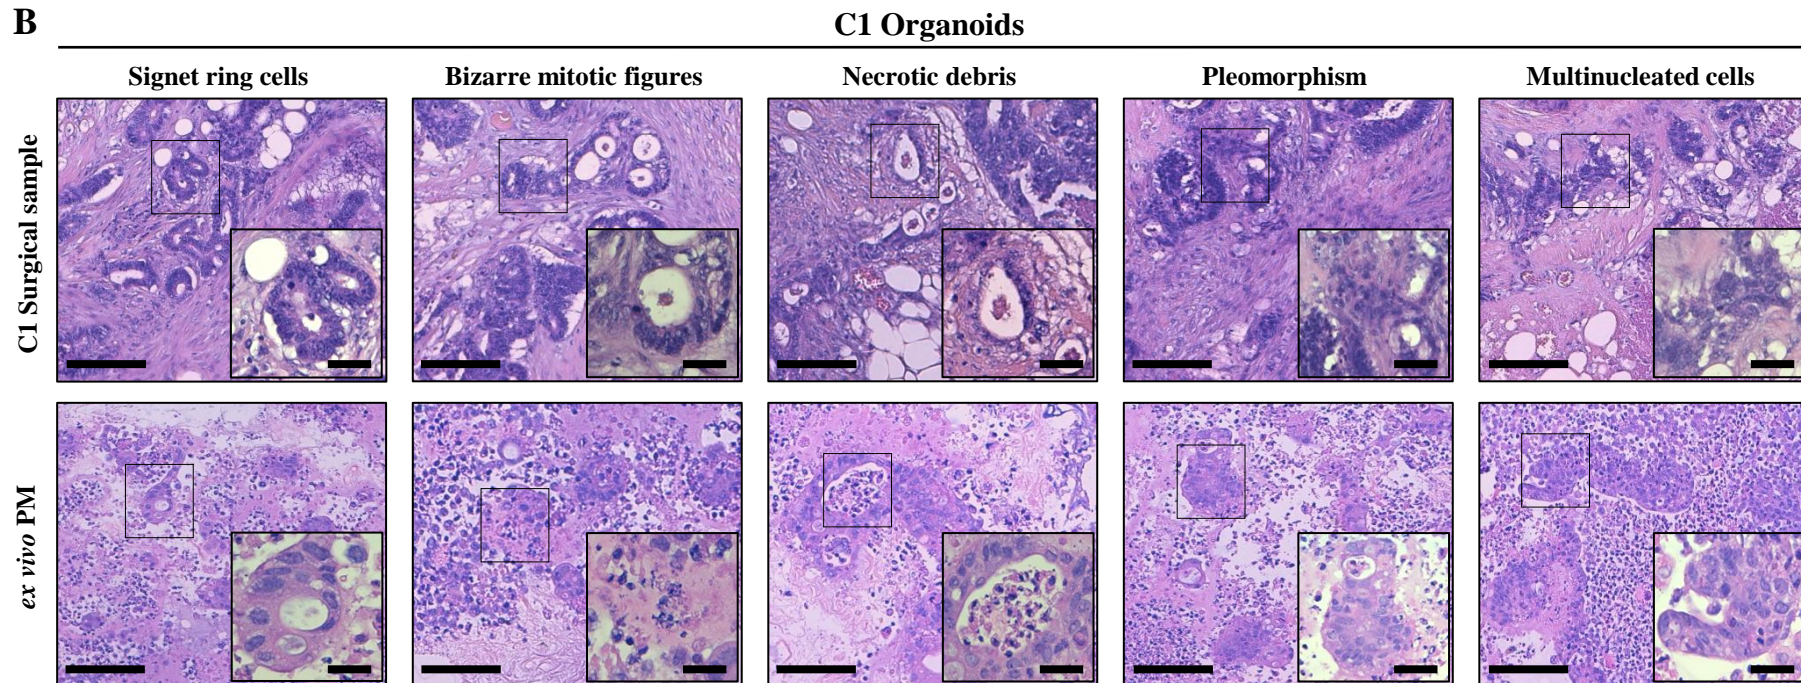 B
C1 Organoids
Signet ring cells
Bizarre mitotic figures
Necrotic debris
Pleomorphism
Multinucleated cells
C1 Surgical sample
ex vivo PM